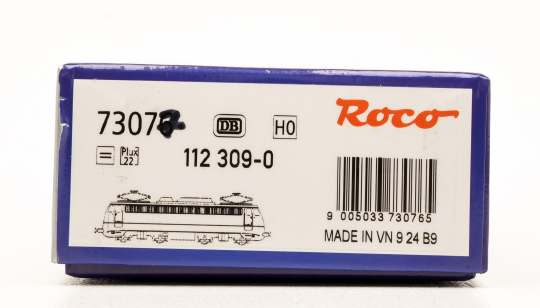 7307
DB
H0
Roco
=
Plux
22
112 309-0
9 005033 730765
MADE IN VN 9 24 B9